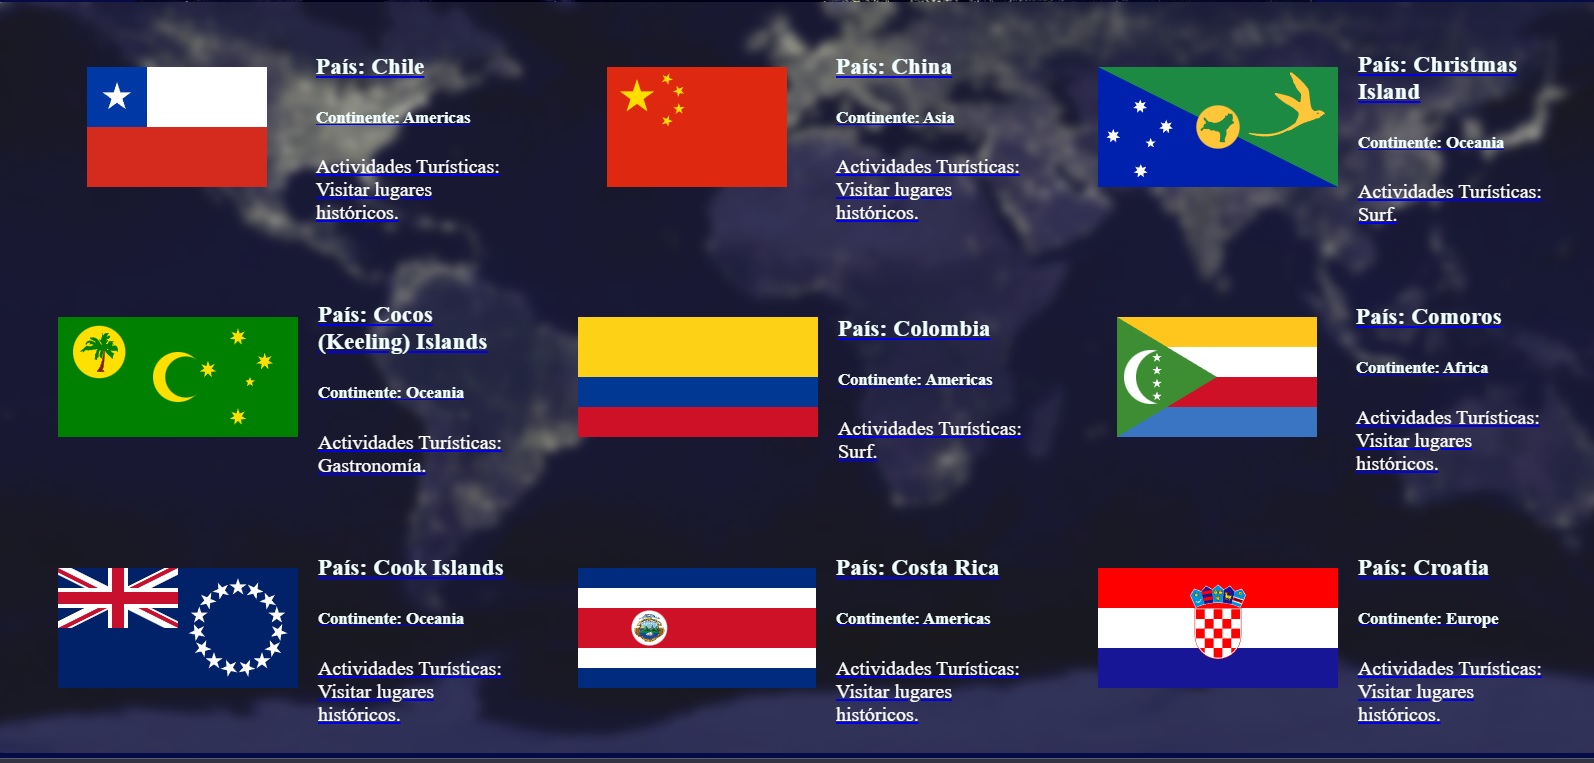 País: Chile
Continente: Americas
Actividades Turísticas:
Visitar lugares
históricos.
País: China
Continente: Asia
Actividades Turísticas:
Visitar lugares
históricos.
País: Christmas
Island
Continente: Oceania
Actividades Turísticas:
Surf.
País: Cocos
(Keeling) Islands
Continente: Oceania
Actividades Turísticas:
Gastronomía.
País: Colombia
Continente: Americas
Actividades Turísticas:
Surf.
País: Comoros
Continente: Africa
Actividades Turísticas:
Visitar lugares
históricos.
País: Cook Islands
Continente: Oceania
Actividades Turísticas:
Visitar lugares
históricos.
País: Costa Rica
Continente: Americas
Actividades Turísticas:
Visitar lugares
históricos.
País: Croatia
Continente: Europe
Actividades Turísticas:
Visitar lugares
históricos.